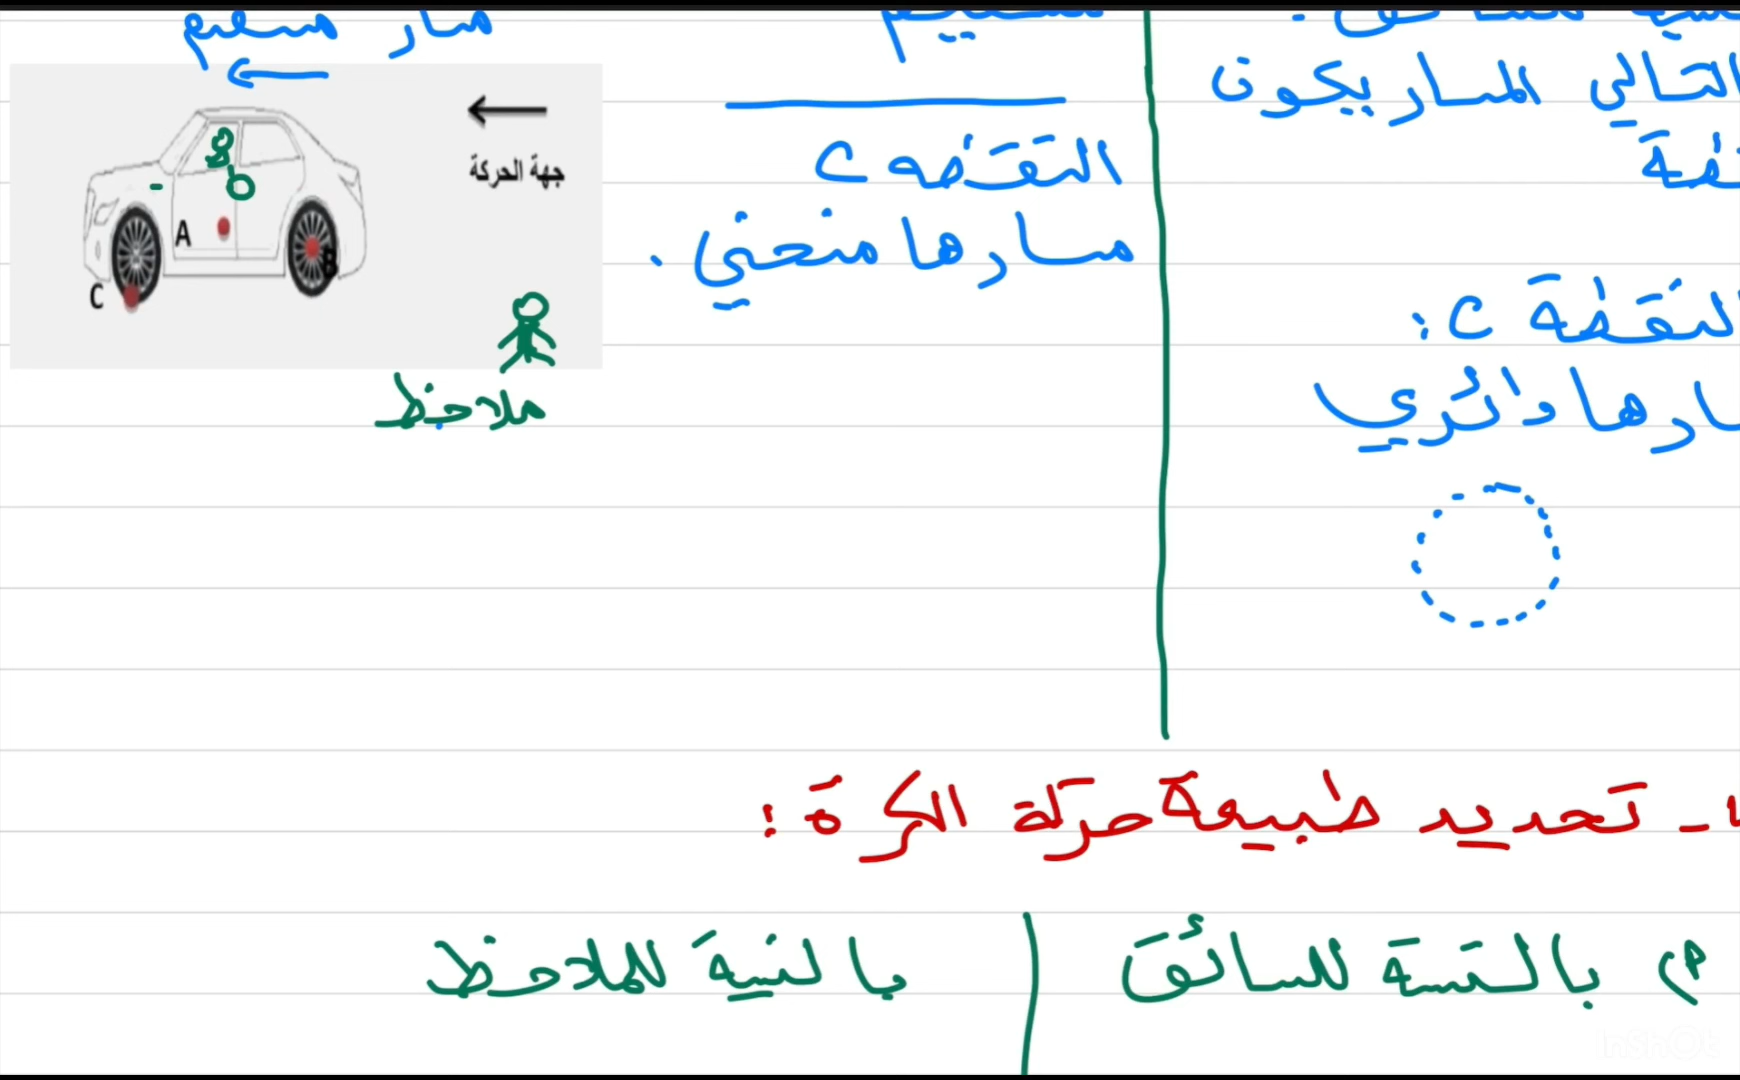 مسار مستقيم
التالي المسار يكون
النقطة C
مسارها منحني .
جهة الحركة
A
B
C
ملاحظ
النقطة C :
دائري
- تحديد طبيعة حركة الكرة :
م) بالنسبة للسائق
بالنسبة للملاحظ
InShOt